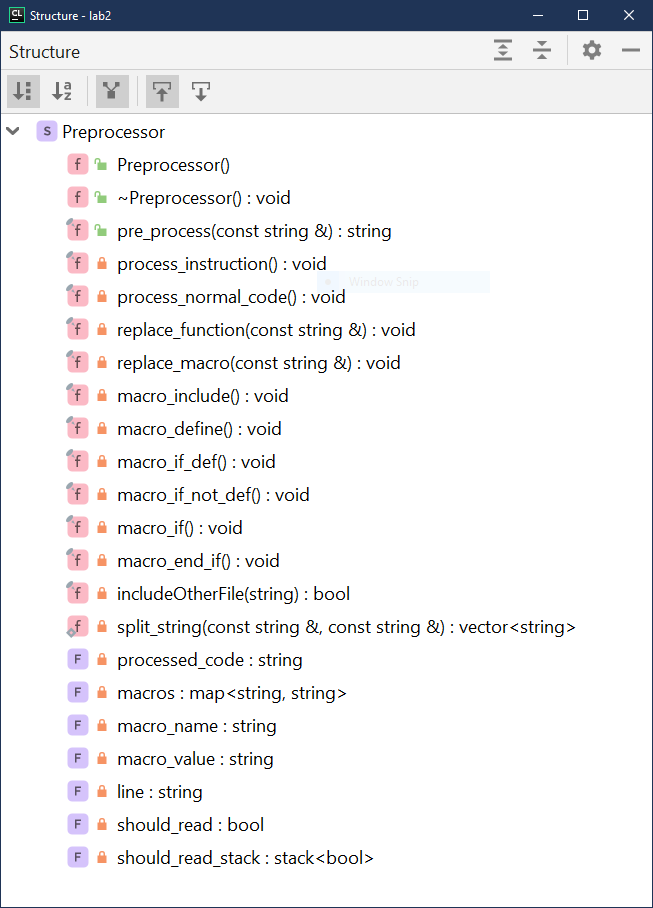 CL Structure - lab2
Structure
a
z
S Preprocessor
f Preprocessor()
f ~Preprocessor() : void
f pre_process(const string &) : string
f process_instruction() : void
Window Snip
f process_normal_code() : void
f replace_function(const string &) : void
f replace_macro(const string &) : void
f macro_include() : void
f macro_define() : void
f macro_if_def() : void
f macro_if_not_def() : void
f macro_if() : void
f macro_end_if() : void
f includeOtherFile(string) : bool
f split_string(const string &, const string &) : vector<string>
F processed_code : string
F macros : map<string, string>
F macro_name : string
F macro_value : string
F line : string
F should_read : bool
F should_read_stack : stack<bool>